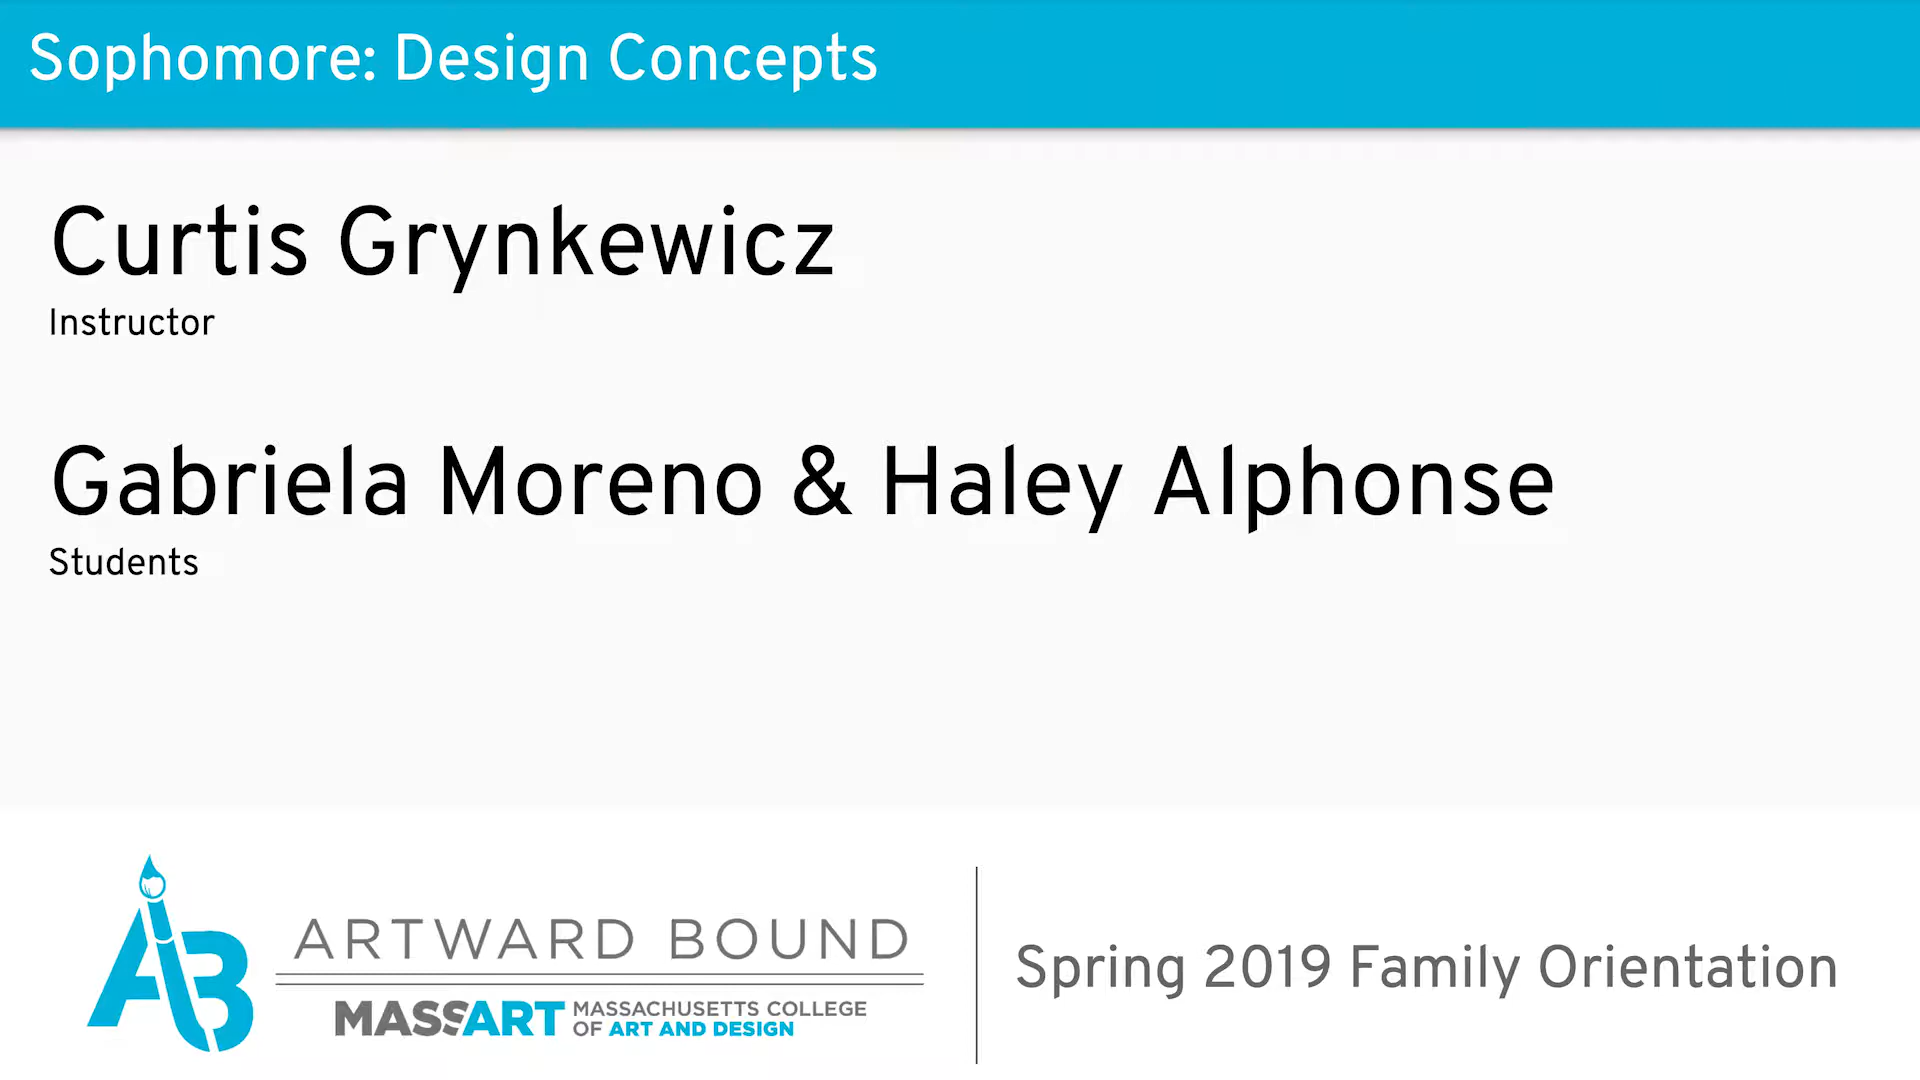 Sophomore: Design Concepts
Curtis Grynkewicz
Instructor
Gabriela Moreno & Haley Alphonse
Students
AB
ARTWARD BOUND
MASSART MASSACHUSETTS COLLEGE
OF ART AND DESIGN
Spring 2019 Family Orientation